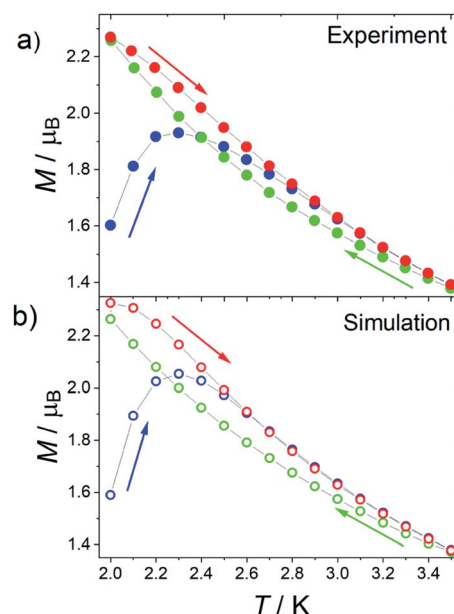 a)
Experiment
2.2
2.0
1.8
1.6
1.4
M / μB
b)
Simulation
2.2
2.0
1.8
1.6
1.4
M / μB
2.0 2.2 2.4 2.6 2.8 3.0 3.2 3.4
T / K